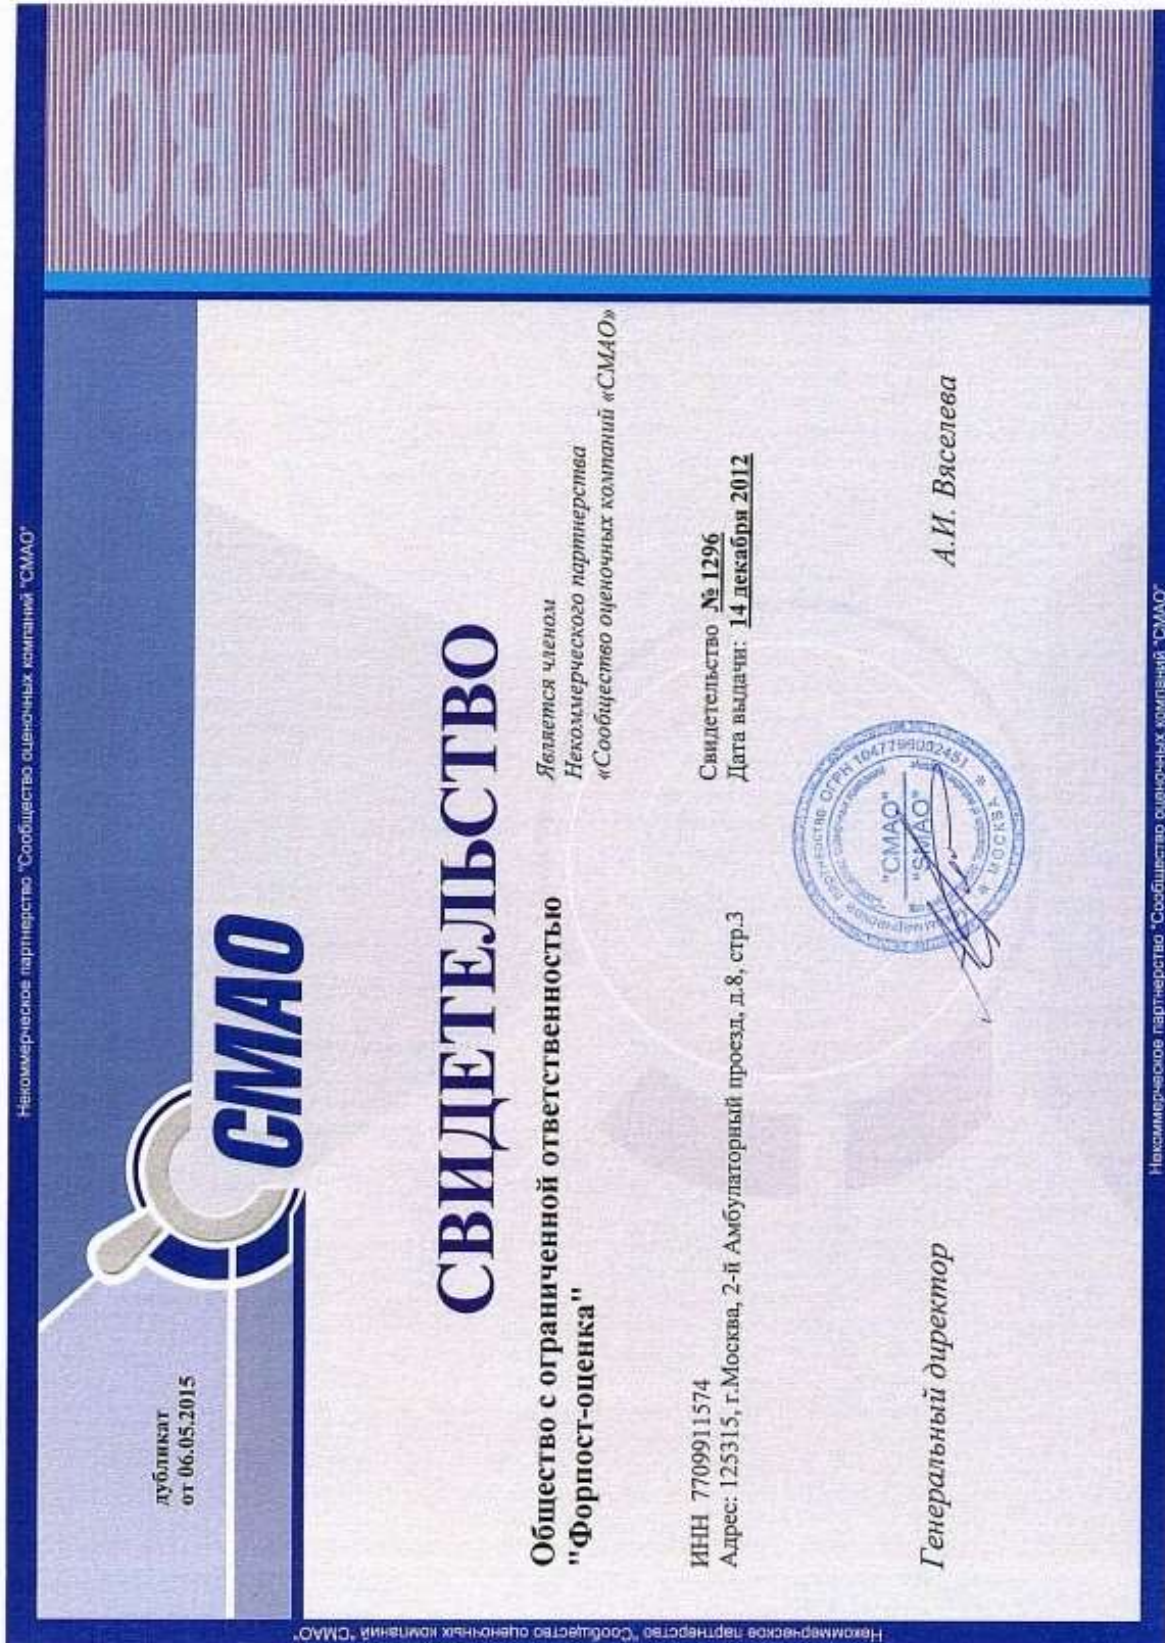 Некоммерческое партнерство "Сообщество оценочных компаний "СМАО"
дубликат
от 06.05.2015
СМАО
СВИДЕТЕЛЬСТВО
Общество с ограниченной ответственностью
"Форпост-оценка"
Является членом
Некоммерческого партнерства
«Сообщество оценочных компаний «СМАО»
ИНН 7709911574
Адрес: 125315, г.Москва, 2-й Амбулаторный проезд, д.8, стр.3
Свидетельство № 1296
Дата выдачи: 14 декабря 2012
Генеральный директор
"СМАО"
"SMAO"
ОГРН 1047796002451 * МОСКВА *
А.И. Вяселева
СВИДЕТЕЛЬСТВО
Некоммерческое партнерство "Сообщество оценочных компаний "СМАО"
Некоммерческое партнерство "Сообщество оценочных компаний "СМАО"